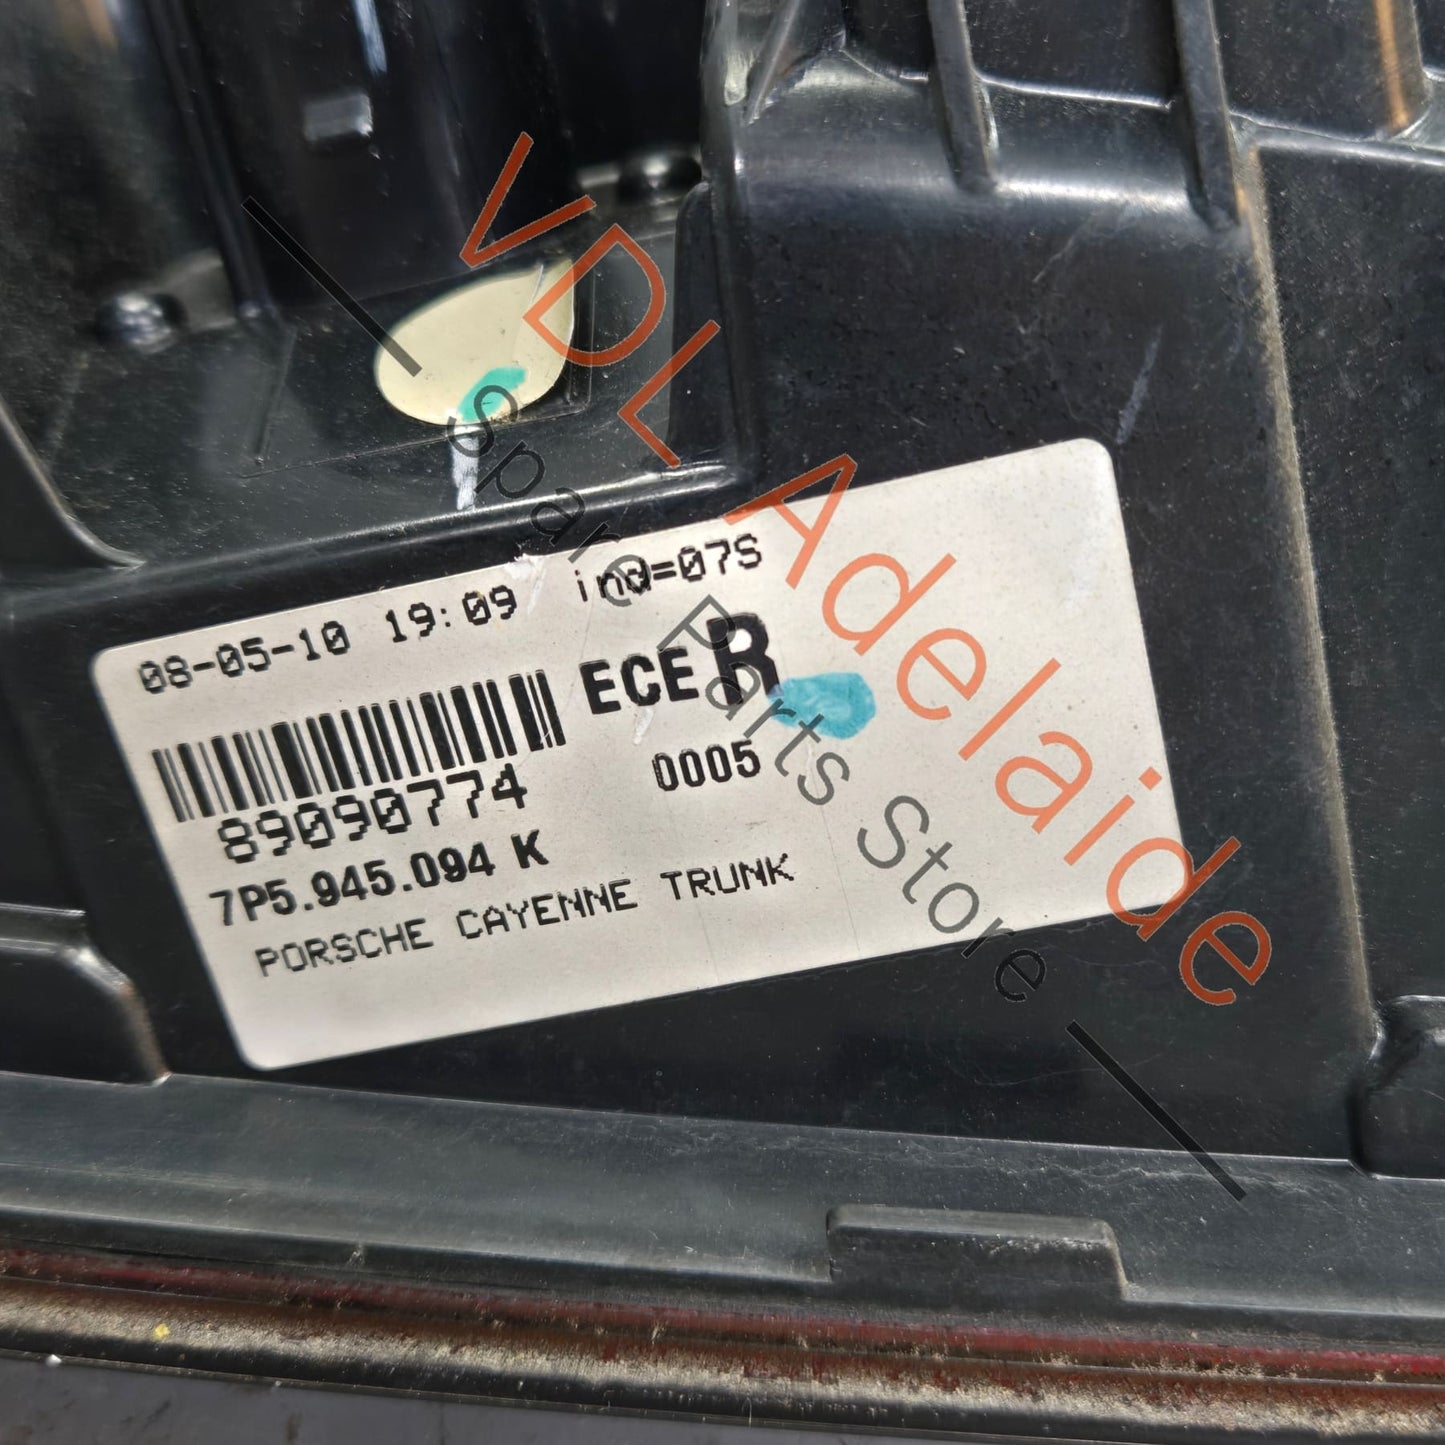 08-05-10 19:09 ind=07S
ECE R
89090774
0005
7P5.945.094 K
PORSCHE CAYENNE TRUNK
VDL Adelaide
Spare Parts Store